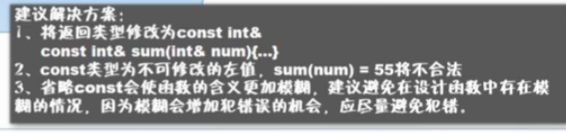 建议解决方案：
1、将返回类型修改为const int&
const int& sum(int& num){...}
2、const类型为不可修改的左值，sum(num) = 55将不合法
3、省略const会使函数的含义更加模糊，建议避免在设计函数中存在模
糊的情况，因为模糊会增加犯错误的机会，应尽量避免犯错。